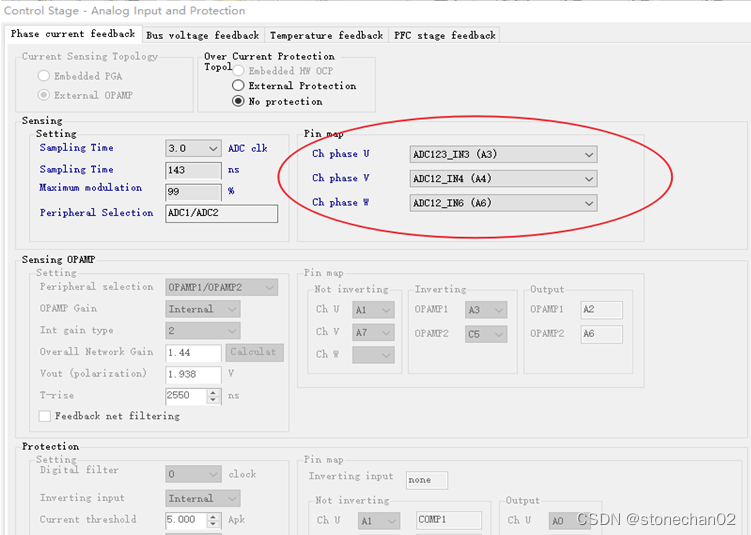 Control Stage - Analog Input and Protection
Phase current feedback Bus voltage feedback Temperature feedback PFC stage feedback
Current Sensing Topology
Embedded PGA
External OPAMP
Over Current Protection
Topol
Embedded HW OCP
External Protection
No protection
Sensing
Setting
Sampling Time 3.0 ADC clk
Sampling Time 143 ns
Maximum modulation 99 %
Peripheral Selection ADC1/ADC2
Pin map
Ch phase U ADC123_IN3 (A3)
Ch phase V ADC12_IN4 (A4)
Ch phase W ADC12_IN6 (A6)
Sensing OPAMP
Setting
Peripheral selection OPAMP1/OPAMP2
OPAMP Gain Internal
Int gain type 2
Overall Network Gain 1.44 Calculat
Vout (polarization) 1.938 V
T-rise 2550 ns
Feedback net filtering
Pin map
Not inverting
Ch U A1
Ch V A7
Ch W
Inverting
OPAMP1 A3
OPAMP2 C5
Output
OPAMP1 A2
OPAMP2 A6
Protection
Setting
Digital filter 0 clock
Inverting input Internal
Current threshold 5.000 Apk
Pin map
Inverting input none
Not inverting
Ch U A1 COMP1
Output
Ch U A0
CSDN @stonechan02